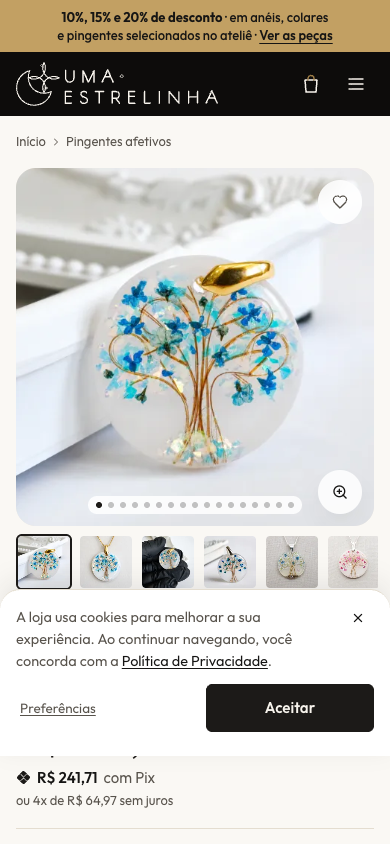 10%, 15% e 20% de desconto · em anéis, colares
e pingentes selecionados no ateliê · Ver as peças
UMA
ESTRELINHA
Início > Pingentes afetivos
A loja usa cookies para melhorar a sua
experiência. Ao continuar navegando, você
concorda com a Política de Privacidade.
Preferências
Aceitar
R$ 241,71 com Pix
ou 4x de R$ 64,97 sem juros